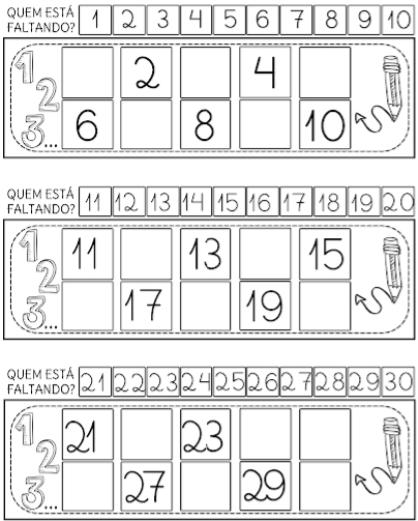 QUEM ESTÁ FALTANDO? 1 2 3 4 5 6 7 8 9 10
1 2 3...
2 4
6 8 10
QUEM ESTÁ FALTANDO? 11 12 13 14 15 16 17 18 19 20
1 2 3...
11 13 15
17 19
QUEM ESTÁ FALTANDO? 21 22 23 24 25 26 27 28 29 30
1 2 3...
21 23
27 29